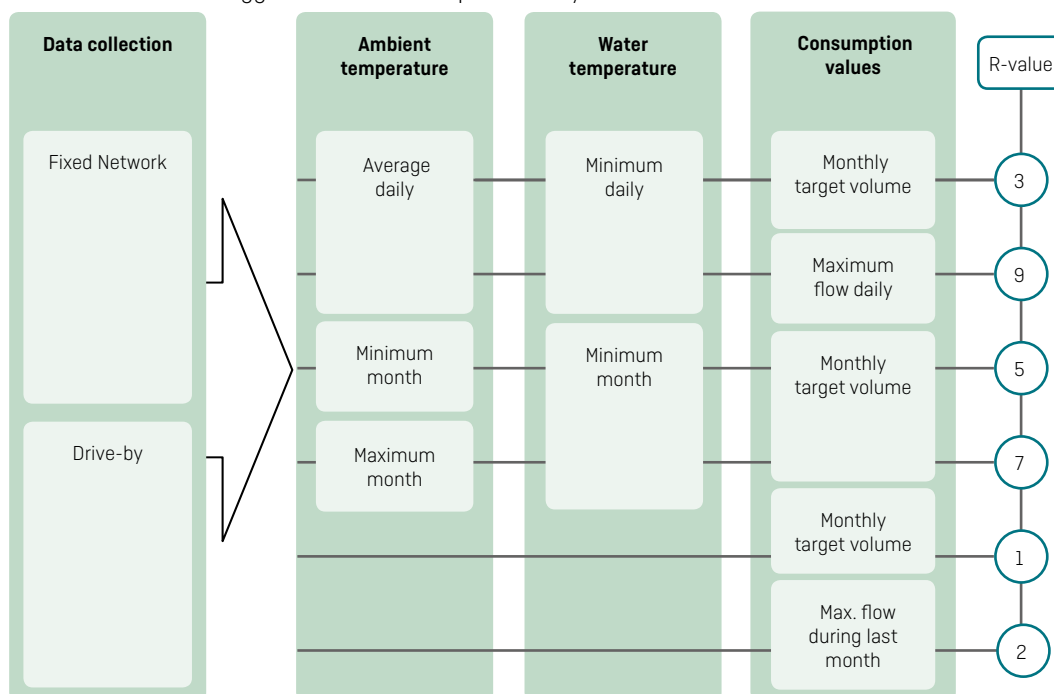 Data collection
Ambient
temperature
Water
temperature
Consumption
values
R-value
Fixed Network
Average
daily
Minimum
daily
Monthly
target volume
3
Maximum
flow daily
9
Minimum
month
Minimum
month
Monthly
target volume
5
Drive-by
Maximum
month
7
Monthly
target volume
1
Max. flow
during last
month
2